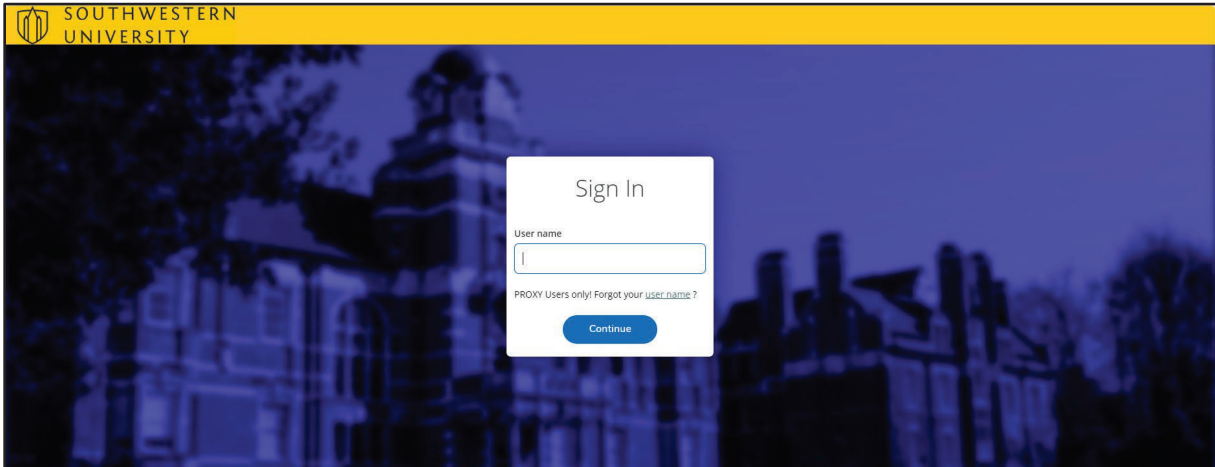 SOUTHWESTERN
UNIVERSITY
Sign In
User name
PROXY Users only! Forgot your user name ?
Continue